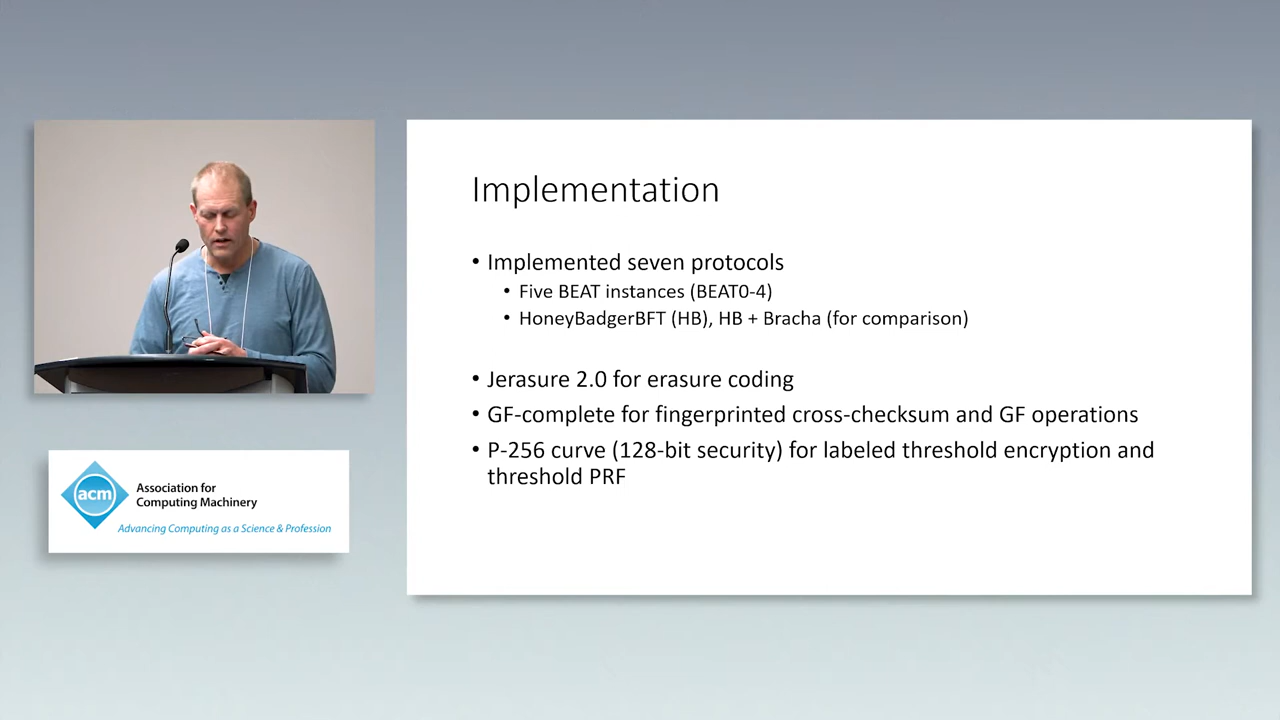 Implementation
• Implemented seven protocols
• Five BEAT instances (BEAT0-4)
• HoneyBadgerBFT (HB), HB + Bracha (for comparison)
• Jerasure 2.0 for erasure coding
• GF-complete for fingerprinted cross-checksum and GF operations
• P-256 curve (128-bit security) for labeled threshold encryption and
threshold PRF
acm
Association for
Computing Machinery
Advancing Computing as a Science & Profession